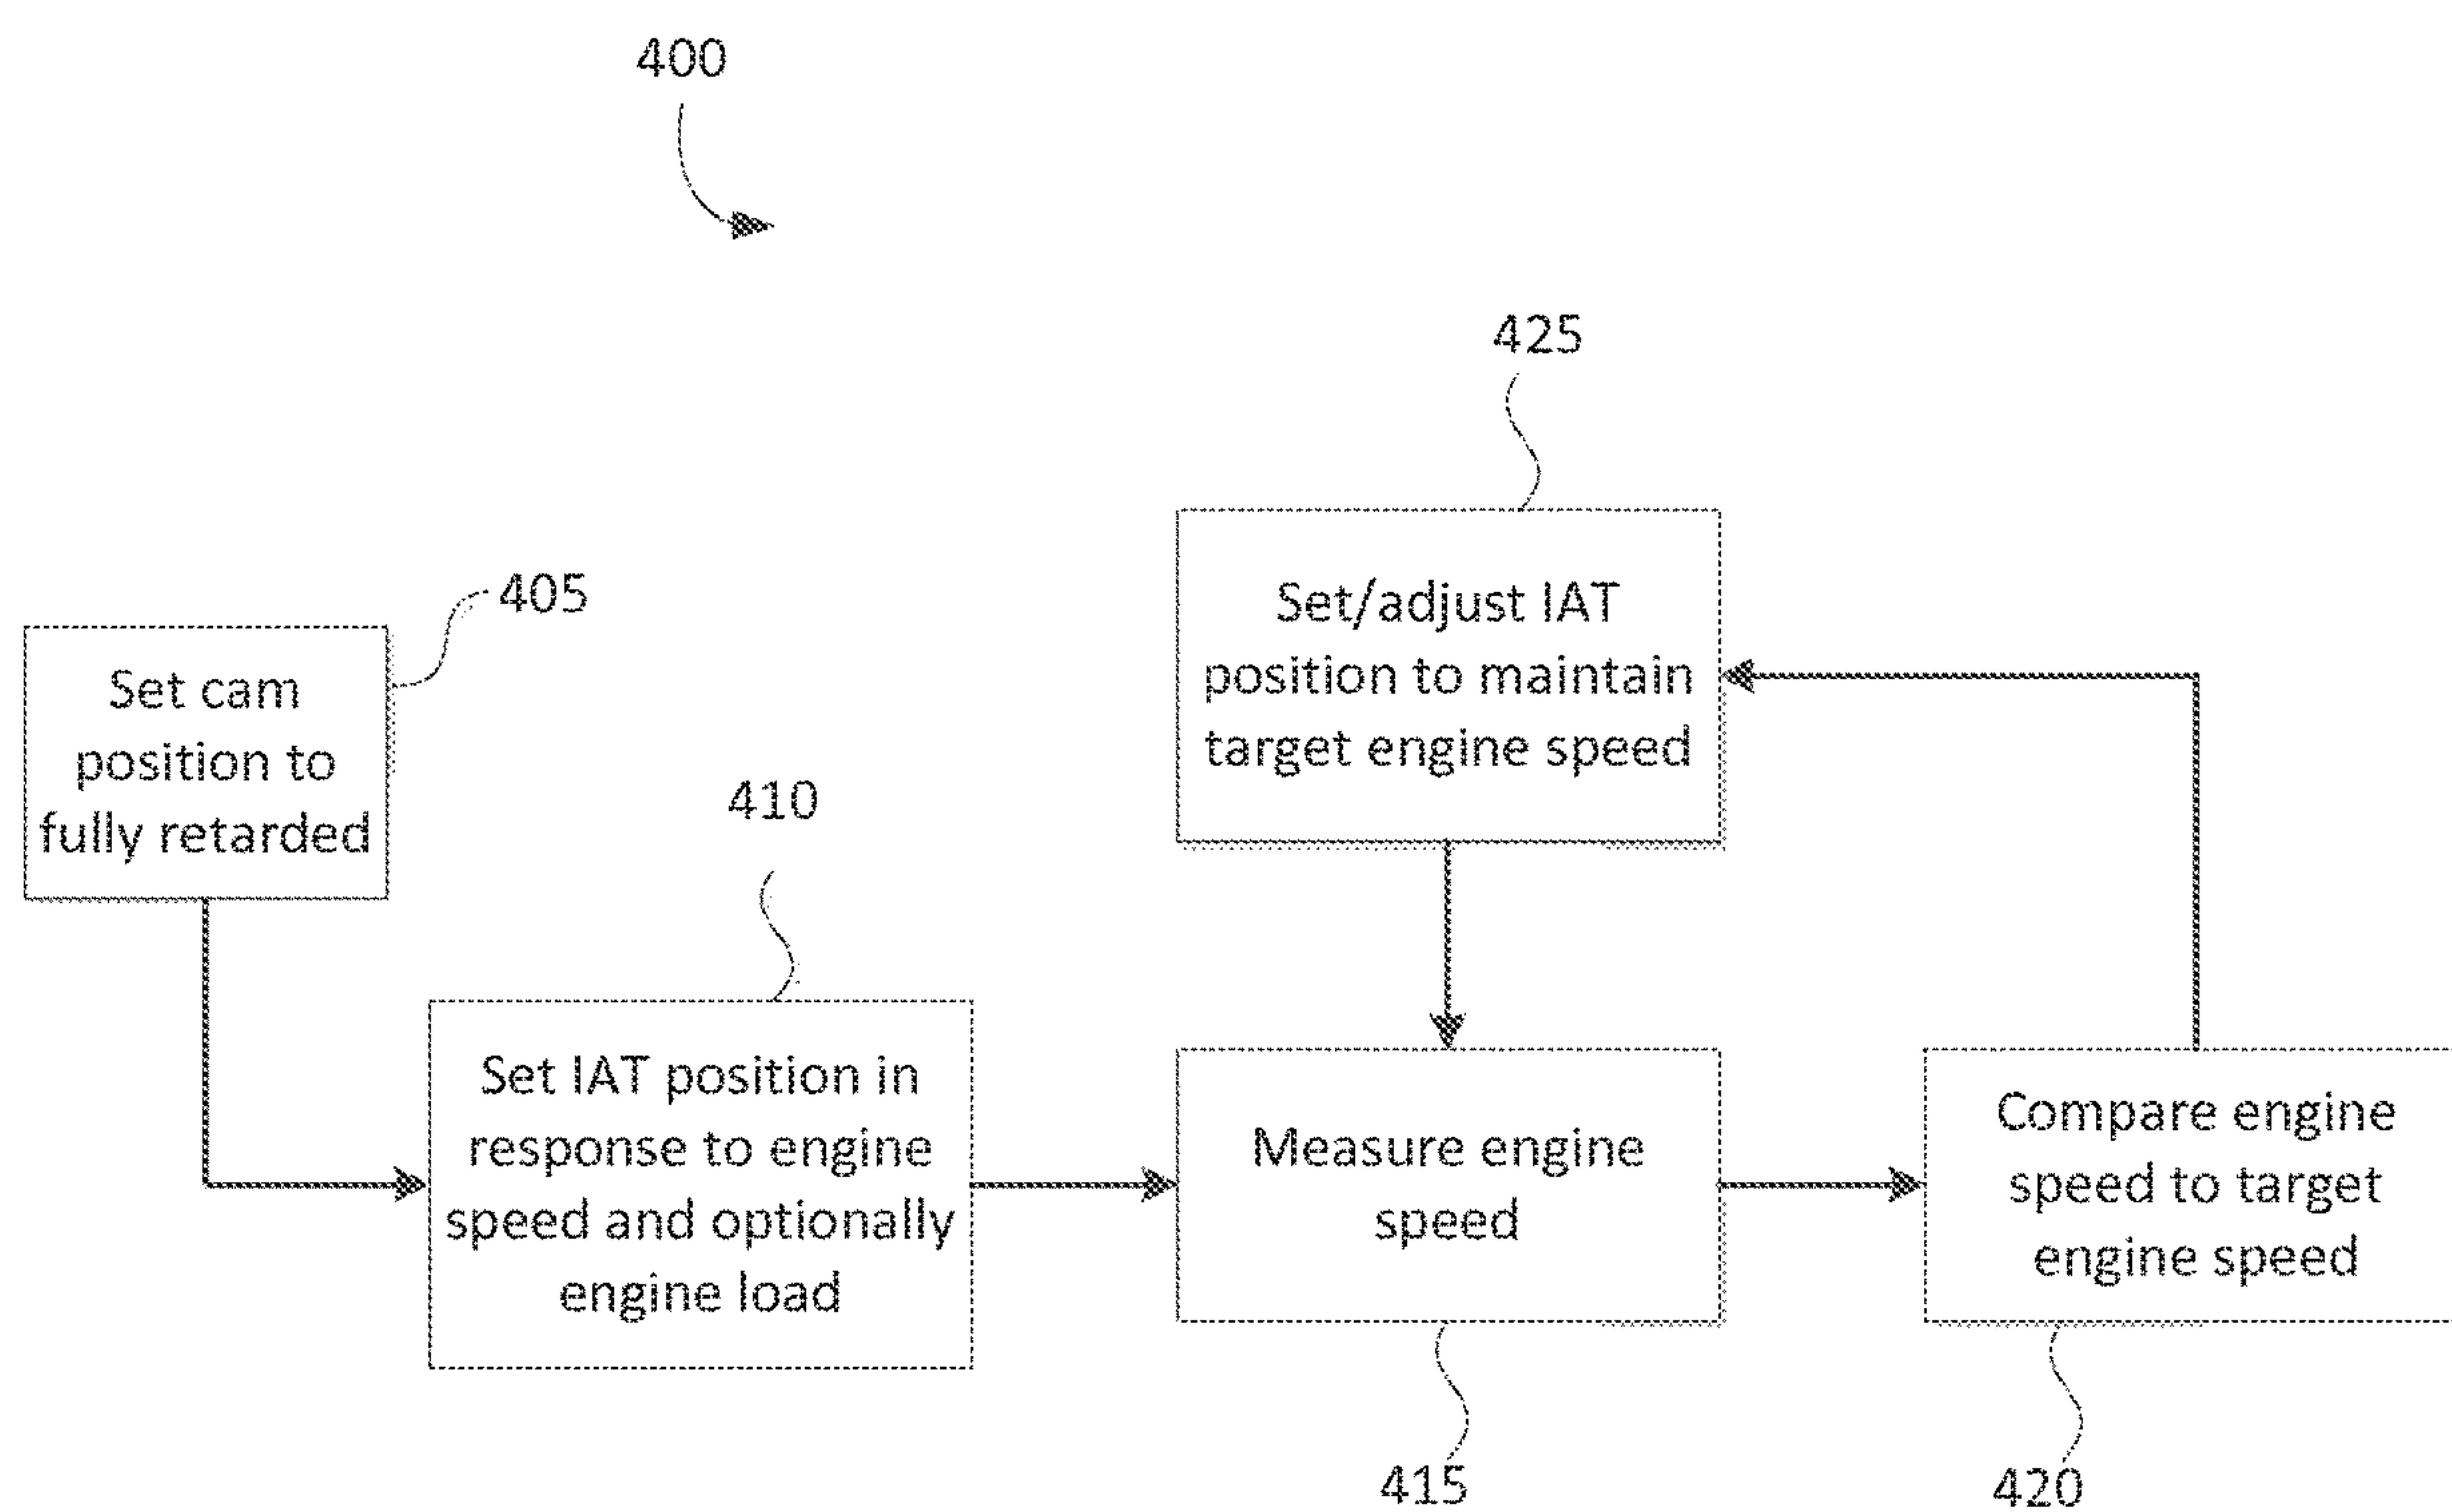 400
425
Set/adjust IAT
position to maintain
target engine speed
405
Set cam
position to
fully retarded
410
Set IAT position in
response to engine
speed and optionally
engine load
Measure engine
speed
Compare engine
speed to target
engine speed
415
420